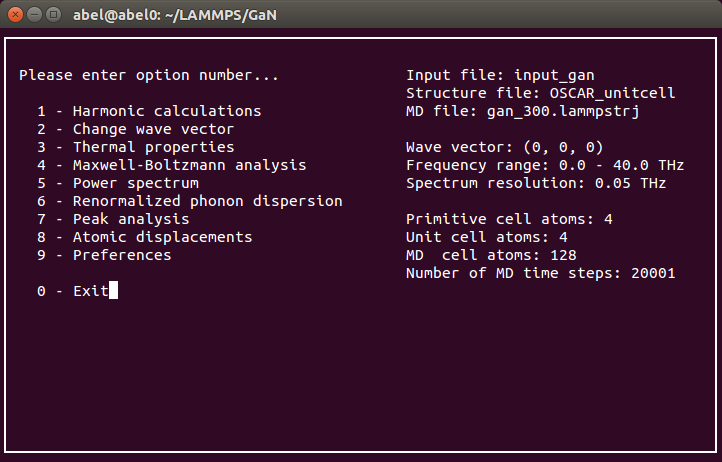 abel@abel0: ~/LAMMPS/GaN
Please enter option number...
1 - Harmonic calculations
2 - Change wave vector
3 - Thermal properties
4 - Maxwell-Boltzmann analysis
5 - Power spectrum
6 - Renormalized phonon dispersion
7 - Peak analysis
8 - Atomic displacements
9 - Preferences
0 - Exit
Input file: input_gan
Structure file: OSCAR_unitcell
MD file: gan_300.lammpstrj
Wave vector: (0, 0, 0)
Frequency range: 0.0 - 40.0 THz
Spectrum resolution: 0.05 THz
Primitive cell atoms: 4
Unit cell atoms: 4
MD  cell atoms: 128
Number of MD time steps: 20001